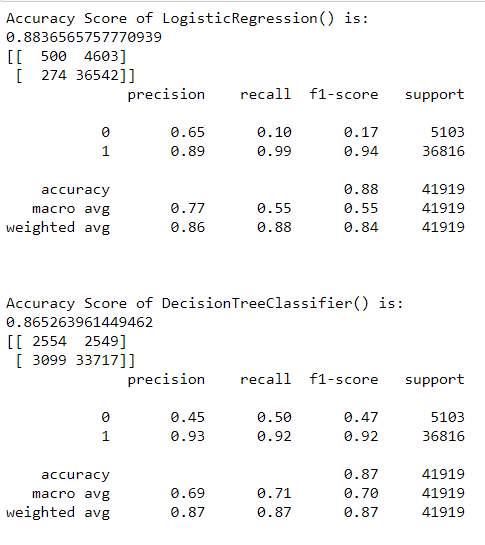 Accuracy Score of LogisticRegression() is:
0.8836565757770939
[[  500  4603]
 [  274 36542]]
              precision    recall  f1-score   support

           0       0.65      0.10      0.17      5103
           1       0.89      0.99      0.94     36816

    accuracy                           0.88     41919
   macro avg       0.77      0.55      0.55     41919
weighted avg       0.86      0.88      0.84     41919

Accuracy Score of DecisionTreeClassifier() is:
0.865263961449462
[[ 2554  2549]
 [ 3099 33717]]
              precision    recall  f1-score   support

           0       0.45      0.50      0.47      5103
           1       0.93      0.92      0.92     36816

    accuracy                           0.87     41919
   macro avg       0.69      0.71      0.70     41919
weighted avg       0.87      0.87      0.87     41919